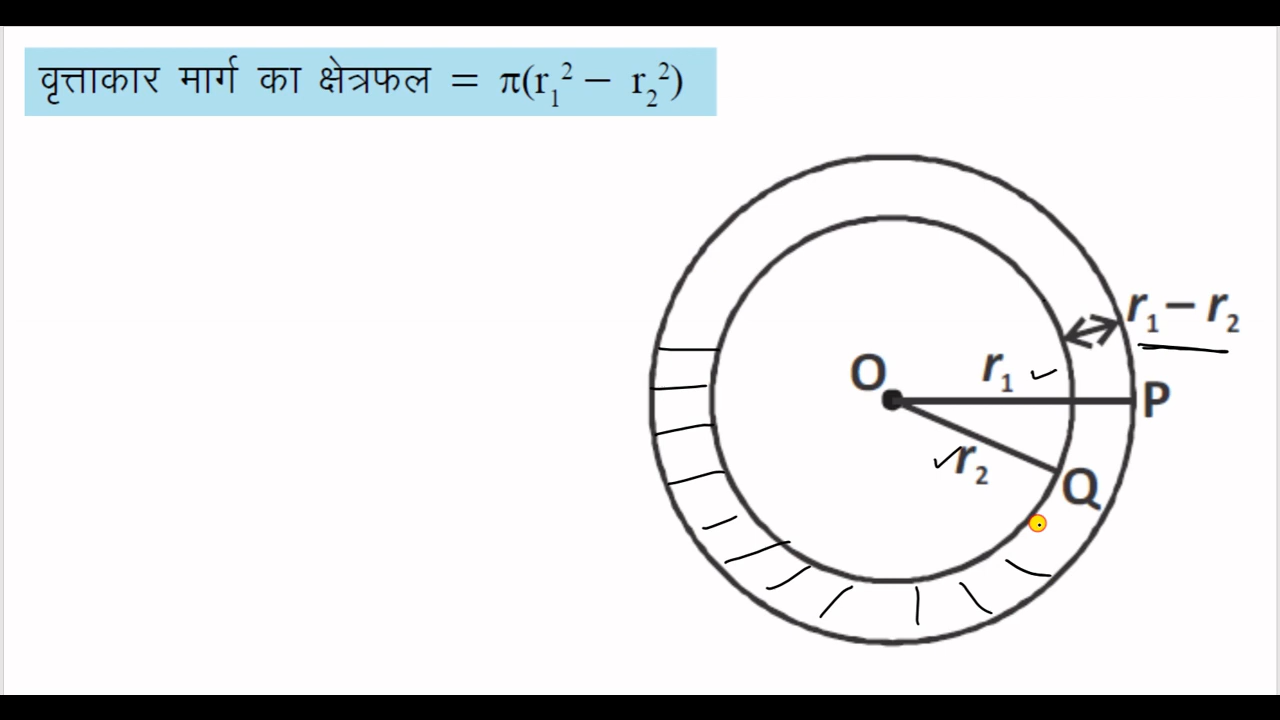 वृत्ताकार मार्ग का क्षेत्रफल = π(r₁² − r₂²)
r₁ − r₂
O
r₁
P
r₂
Q